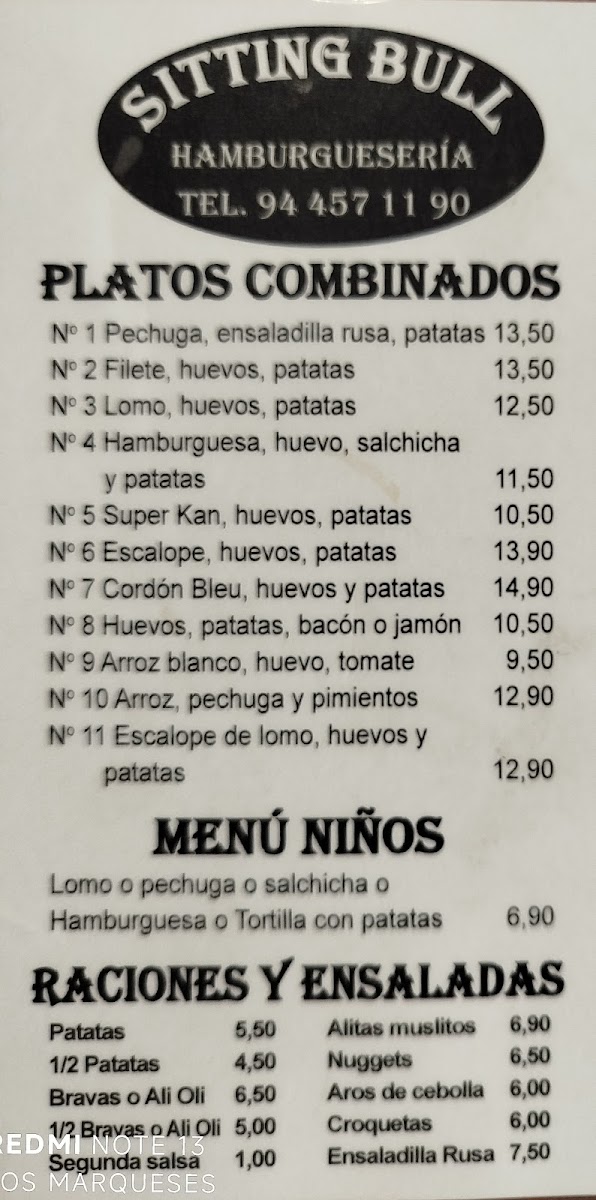 SITTING BULL
HAMBURGUESERÍA
TEL. 94 457 11 90
PLATOS COMBINADOS
Nº 1 Pechuga, ensaladilla rusa, patatas 13,50
Nº 2 Filete, huevos, patatas 13,50
Nº 3 Lomo, huevos, patatas 12,50
Nº 4 Hamburguesa, huevo, salchicha
y patatas 11,50
Nº 5 Super Kan, huevos, patatas 10,50
Nº 6 Escalope, huevos, patatas 13,90
Nº 7 Cordón Bleu, huevos y patatas 14,90
Nº 8 Huevos, patatas, bacón o jamón 10,50
Nº 9 Arroz blanco, huevo, tomate 9,50
Nº 10 Arroz, pechuga y pimientos 12,90
Nº 11 Escalope de lomo, huevos y
patatas 12,90
MENÚ NIÑOS
Lomo o pechuga o salchicha o
Hamburguesa o Tortilla con patatas 6,90
RACIONES Y ENSALADAS
Patatas 5,50
1/2 Patatas 4,50
Bravas o Ali Oli 6,50
1/2 Bravas o Ali Oli 5,00
Segunda salsa 1,00
Alitas muslitos 6,90
Nuggets 6,50
Aros de cebolla 6,00
Croquetas 6,00
Ensaladilla Rusa 7,50
REDMI NOTE 13
OS MARQUESES